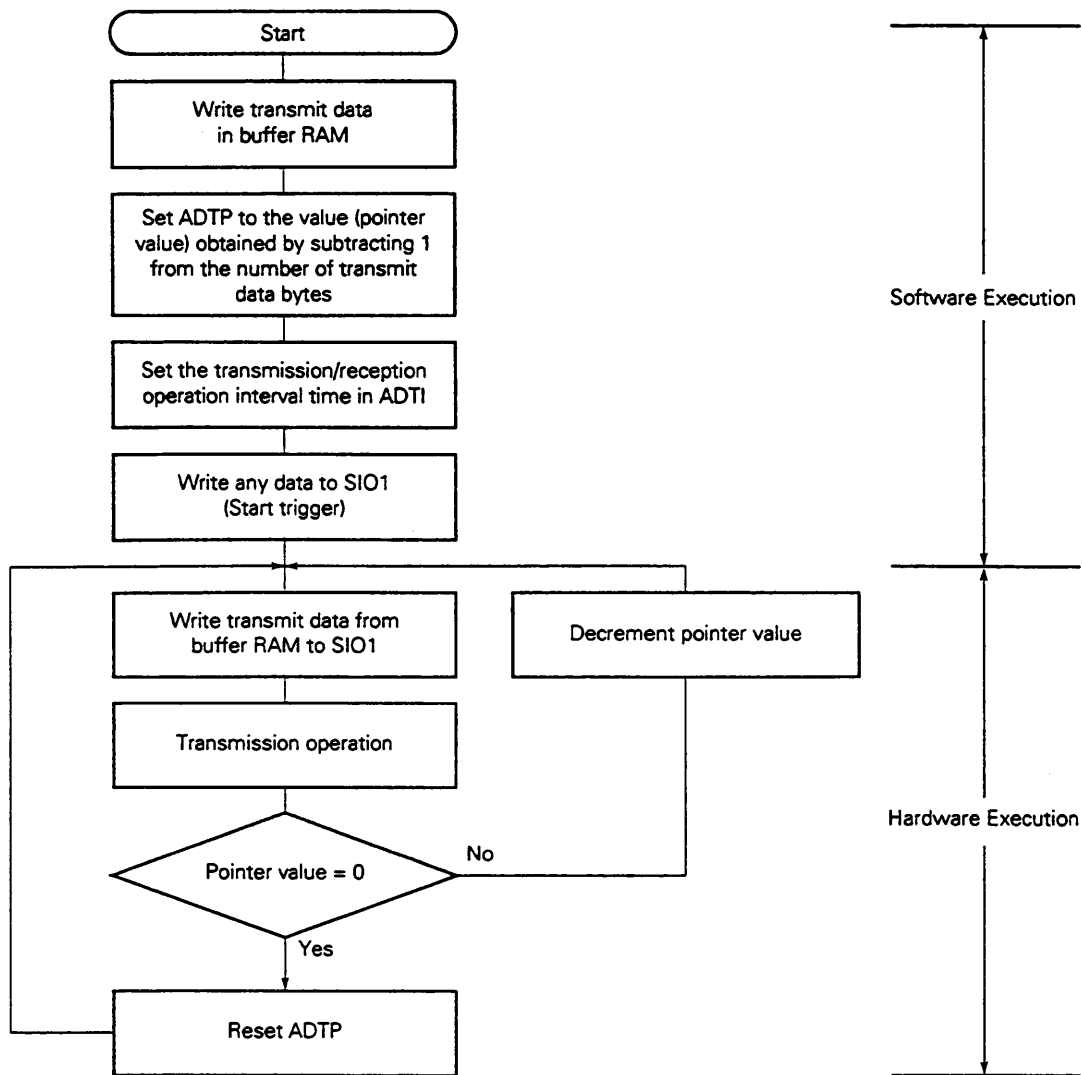 Start
Write transmit data
in buffer RAM
Set ADTP to the value (pointer
value) obtained by subtracting 1
from the number of transmit
data bytes
Set the transmission/reception
operation interval time in ADTI
Write any data to SIO1
(Start trigger)
Software Execution
Write transmit data from
buffer RAM to SIO1
Decrement pointer value
Transmission operation
Pointer value = 0
No
Yes
Reset ADTP
Hardware Execution